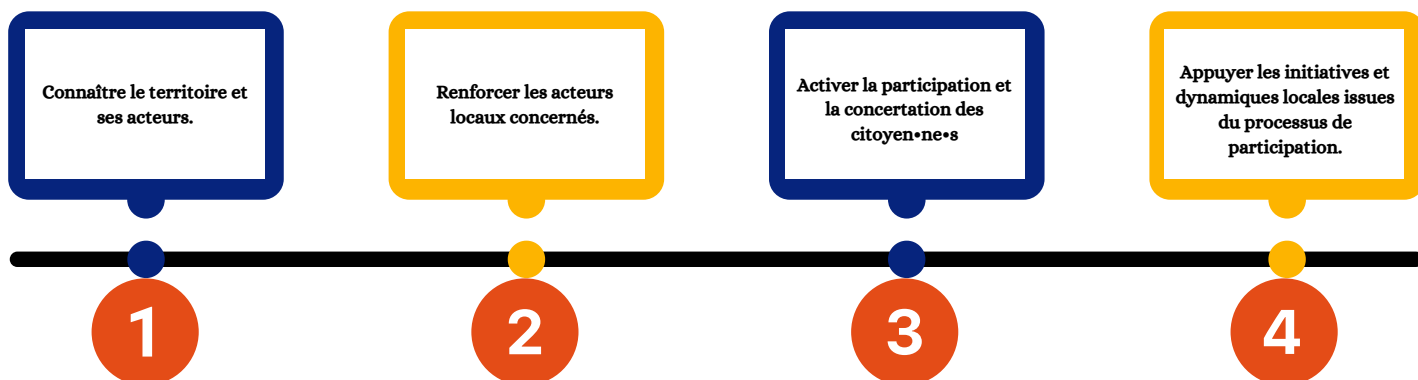 Connaître le territoire et
ses acteurs.
Renforcer les acteurs
locaux concernés.
Activer la participation et
la concertation des
citoyen•ne•s
Appuyer les initiatives et
dynamiques locales issues
du processus de
participation.
1
2
3
4